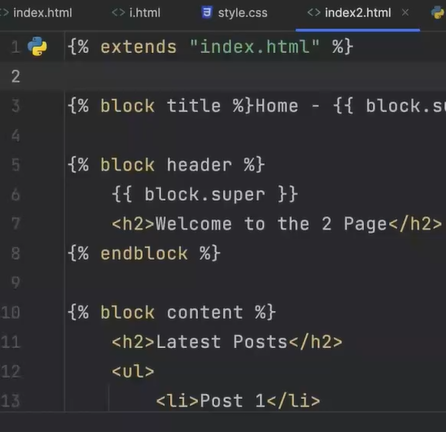 index.html i.html style.css index2.html
1 {% extends "index.html" %}
2
3 {% block title %}Home - {{ block.su
4
5 {% block header %}
6 {{ block.super }}
7 <h2>Welcome to the 2 Page</h2>
8 {% endblock %}
9
10 {% block content %}
11 <h2>Latest Posts</h2>
12 <ul>
13 <li>Post 1</li>